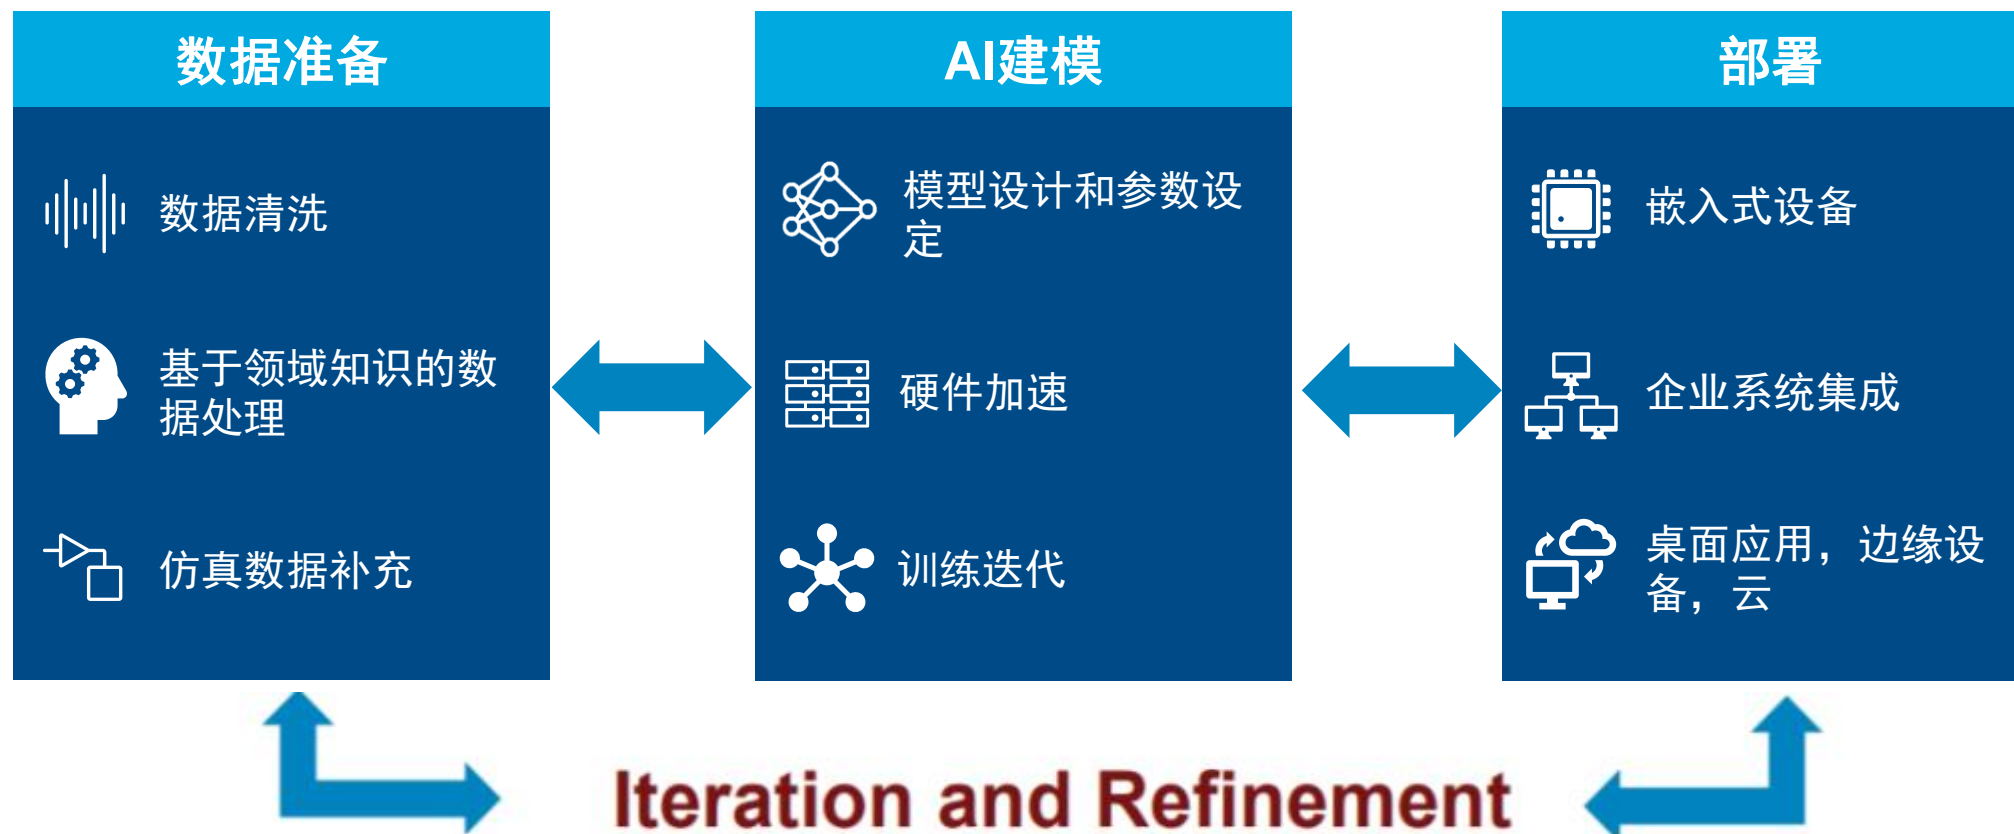 数据准备
数据清洗
基于领域知识的数
据处理
仿真数据补充
AI建模
模型设计和参数设
定
硬件加速
训练迭代
部署
嵌入式设备
企业系统集成
桌面应用，边缘设
备，云
Iteration and Refinement